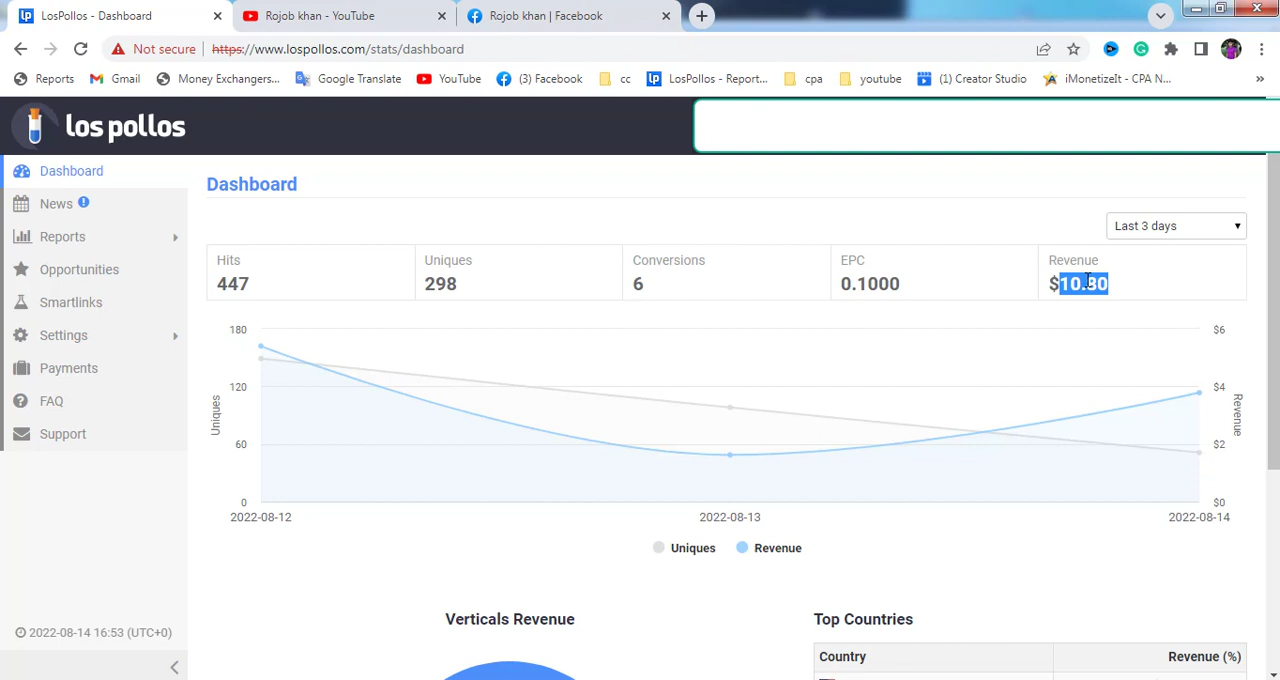 LosPollos - Dashboard
Rojob khan - YouTube
Rojob khan | Facebook
Not secure
https://www.lospollos.com/stats/dashboard
Reports
Gmail
Money Exchangers...
Google Translate
YouTube
(3) Facebook
cc
LosPollos - Report...
cpa
youtube
(1) Creator Studio
iMonetizeIt - CPA N...
»
los pollos
Dashboard
News
Reports
Opportunities
Smartlinks
Settings
Payments
FAQ
Support
2022-08-14 16:53 (UTC+0)
Dashboard
Last 3 days
Hits
447
Uniques
298
Conversions
6
EPC
0.1000
Revenue
$10.80
180
120
60
0
Uniques
$6
$4
$2
$0
Revenue
2022-08-12
2022-08-13
2022-08-14
Uniques
Revenue
Verticals Revenue
Top Countries
Country
Revenue (%)